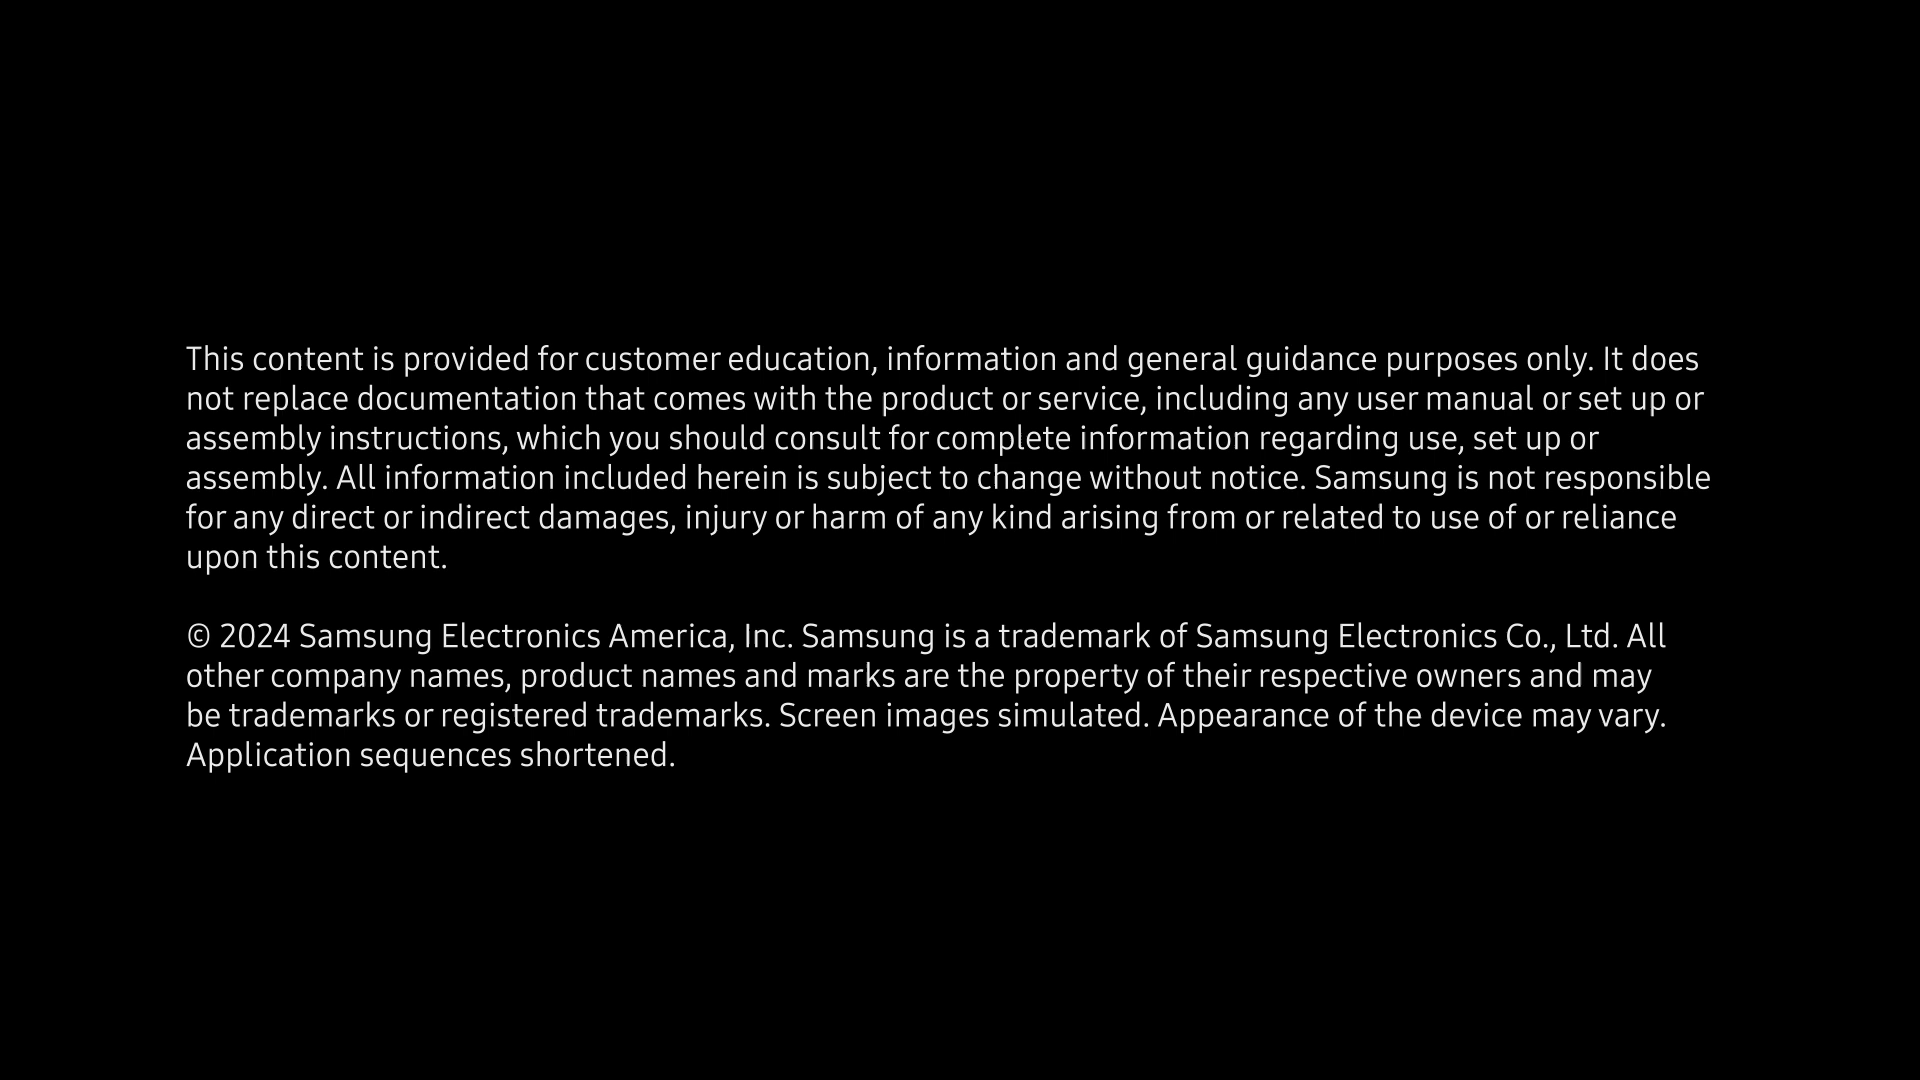 This content is provided for customer education, information and general guidance purposes only. It does
not replace documentation that comes with the product or service, including any user manual or set up or
assembly instructions, which you should consult for complete information regarding use, set up or
assembly. All information included herein is subject to change without notice. Samsung is not responsible
for any direct or indirect damages, injury or harm of any kind arising from or related to use of or reliance
upon this content.
© 2024 Samsung Electronics America, Inc. Samsung is a trademark of Samsung Electronics Co., Ltd. All
other company names, product names and marks are the property of their respective owners and may
be trademarks or registered trademarks. Screen images simulated. Appearance of the device may vary.
Application sequences shortened.